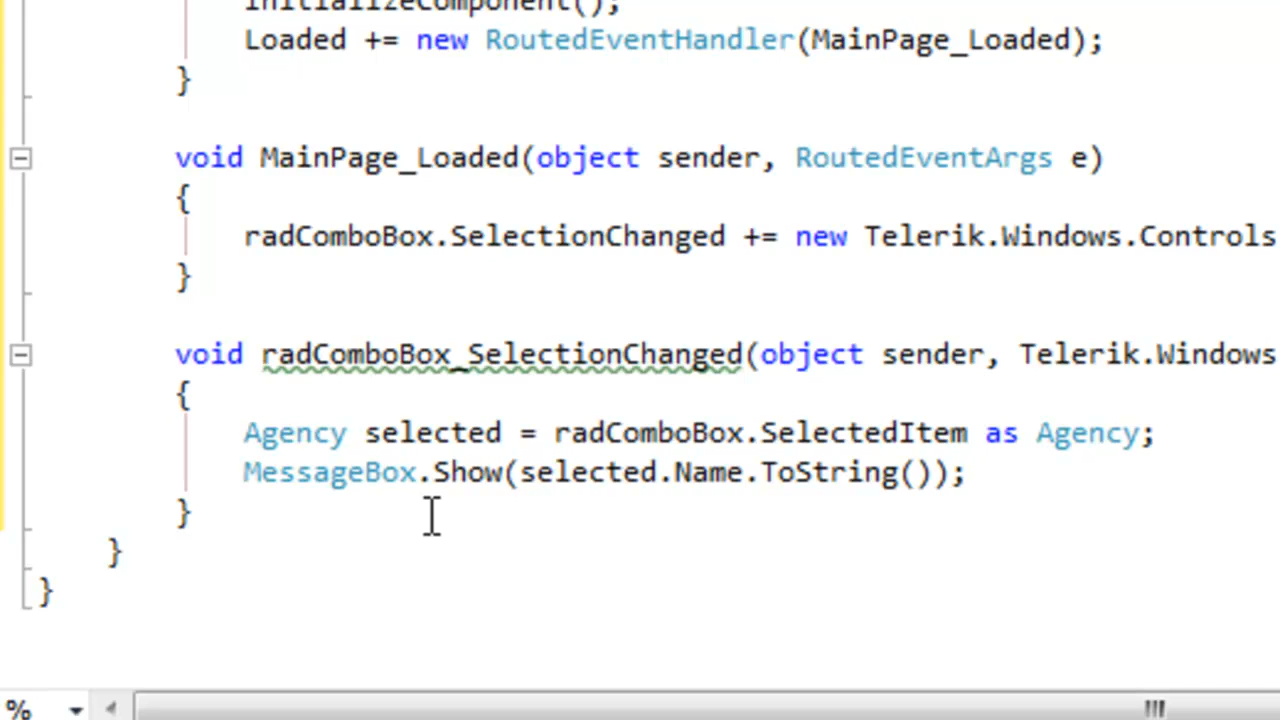 InitializeComponent();
Loaded += new RoutedEventHandler(MainPage_Loaded);
}
void MainPage_Loaded(object sender, RoutedEventArgs e)
{
radComboBox.SelectionChanged += new Telerik.Windows.Controls
}
void radComboBox_SelectionChanged(object sender, Telerik.Windows
{
Agency selected = radComboBox.SelectedItem as Agency;
MessageBox.Show(selected.Name.ToString());
}
}
}
%